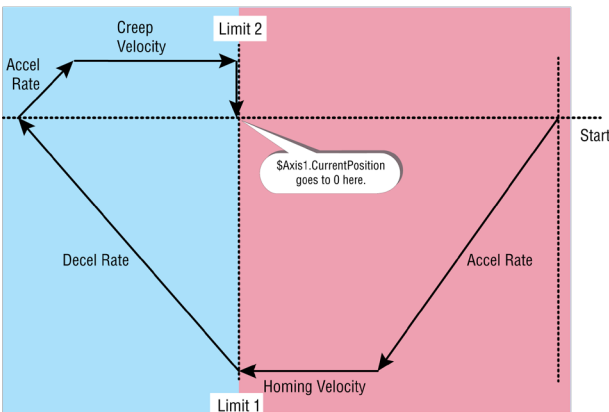 Creep
Velocity
Limit 2
Accel
Rate
Start
$Axis1.CurrentPosition
goes to 0 here.
Decel Rate
Accel Rate
Homing Velocity
Limit 1